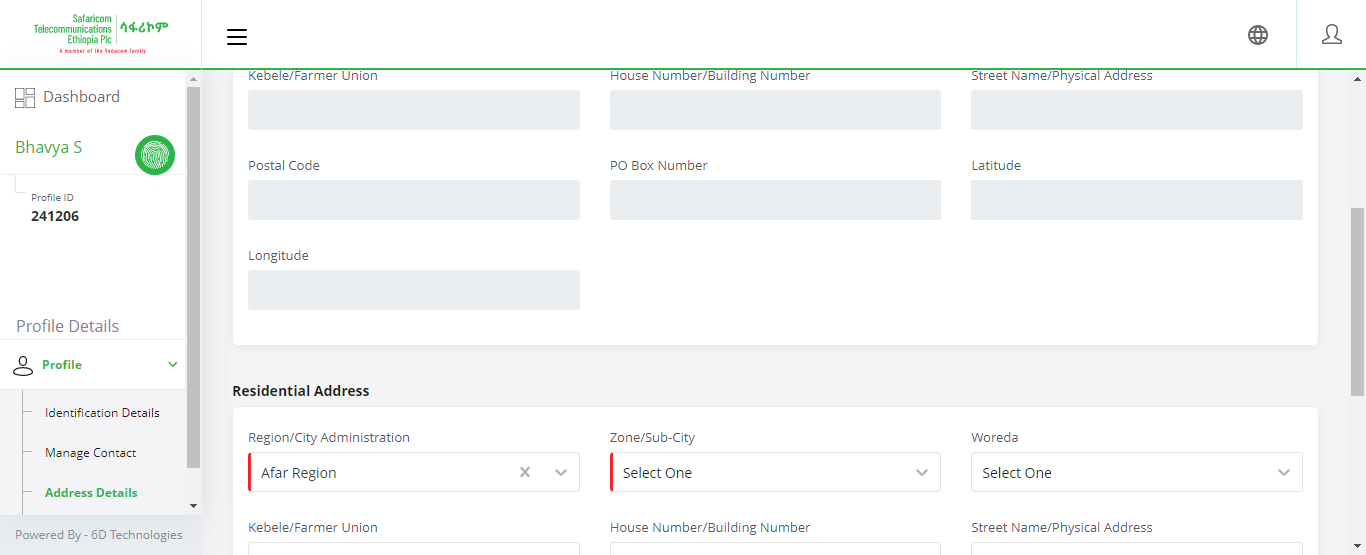 Safaricom
Telecommunications
Ethiopia Plc
ሳፋሪኮም
A member of the Vodacom family
Dashboard
Bhavya S
Profile ID
241206
Profile Details
Profile
Identification Details
Manage Contact
Address Details
Powered By - 6D Technologies
Kebele/Farmer Union House Number/Building Number Street Name/Physical Address
Postal Code PO Box Number Latitude
Longitude
Residential Address
Region/City Administration Zone/Sub-City Woreda
Afar Region Select One Select One
Kebele/Farmer Union House Number/Building Number Street Name/Physical Address